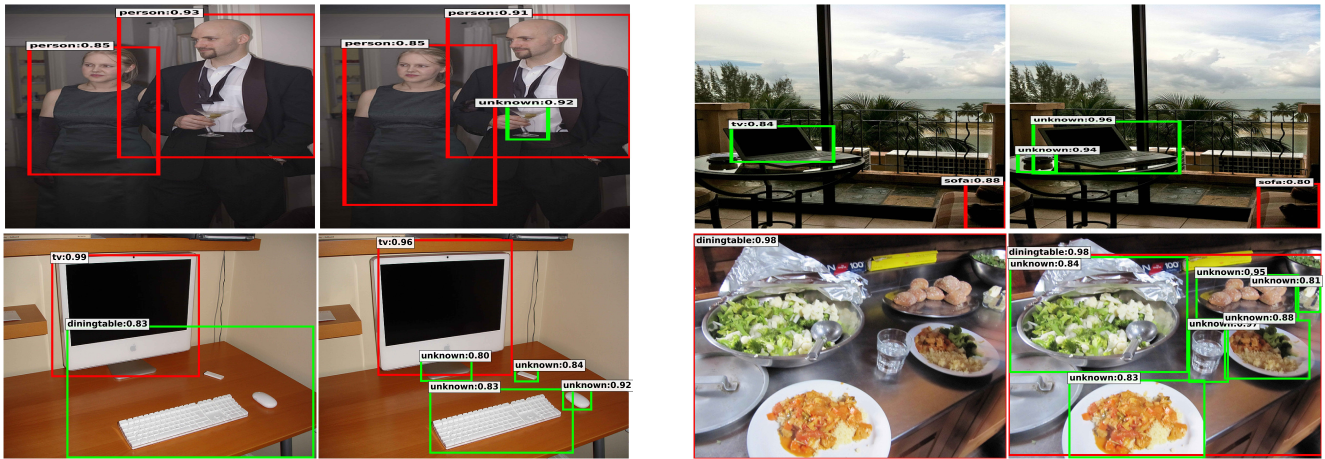 person:0.93
person:0.85
person:0.91
person:0.85
unknown:0.92
tv:0.84
sofa:0.88
unknown:0.96
unknown:0.94
sofa:0.80
tv:0.99
diningtable:0.83
tv:0.96
unknown:0.80
unknown:0.84
unknown:0.83
unknown:0.92
diningtable:0.98
N 100
diningtable:0.98
unknown:0.84
N 100
unknown:0.95
unknown:0.81
unknown:0.88
unknown:0.97
unknown:0.83